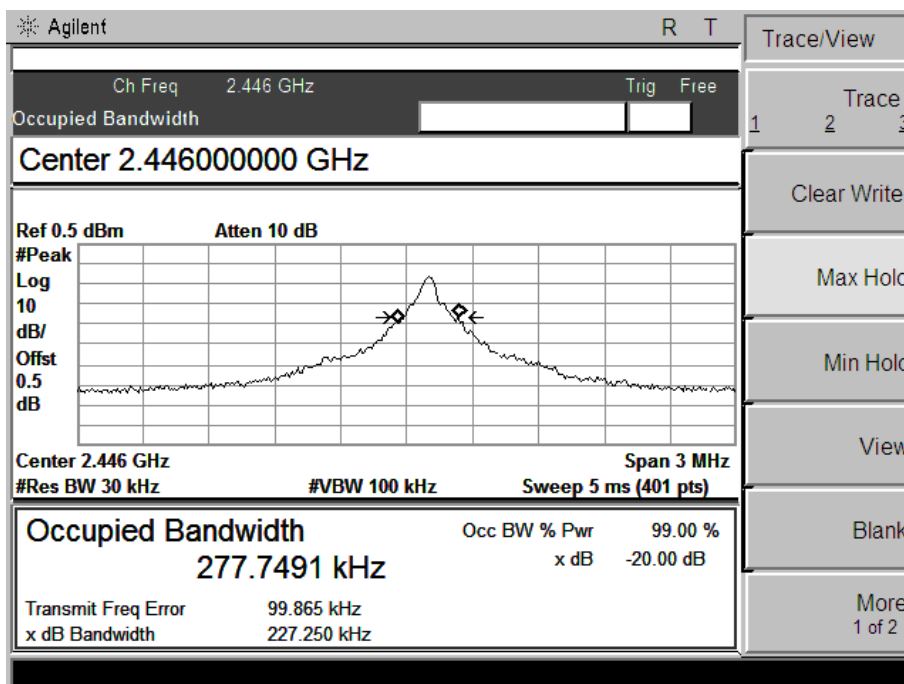 Agilent R T
Ch Freq 2.446 GHz Trig Free
Occupied Bandwidth
Center 2.446000000 GHz
Ref 0.5 dBm Atten 10 dB
#Peak
Log
10
dB/
Offst
0.5
dB
Center 2.446 GHz Span 3 MHz
#Res BW 30 kHz #VBW 100 kHz Sweep 5 ms (401 pts)
Occupied Bandwidth
277.7491 kHz
Occ BW % Pwr 99.00 %
x dB -20.00 dB
Transmit Freq Error 99.865 kHz
x dB Bandwidth 227.250 kHz
Trace/View
Trace
1 2 3
Clear Write
Max Hold
Min Hold
View
Blank
More
1 of 2